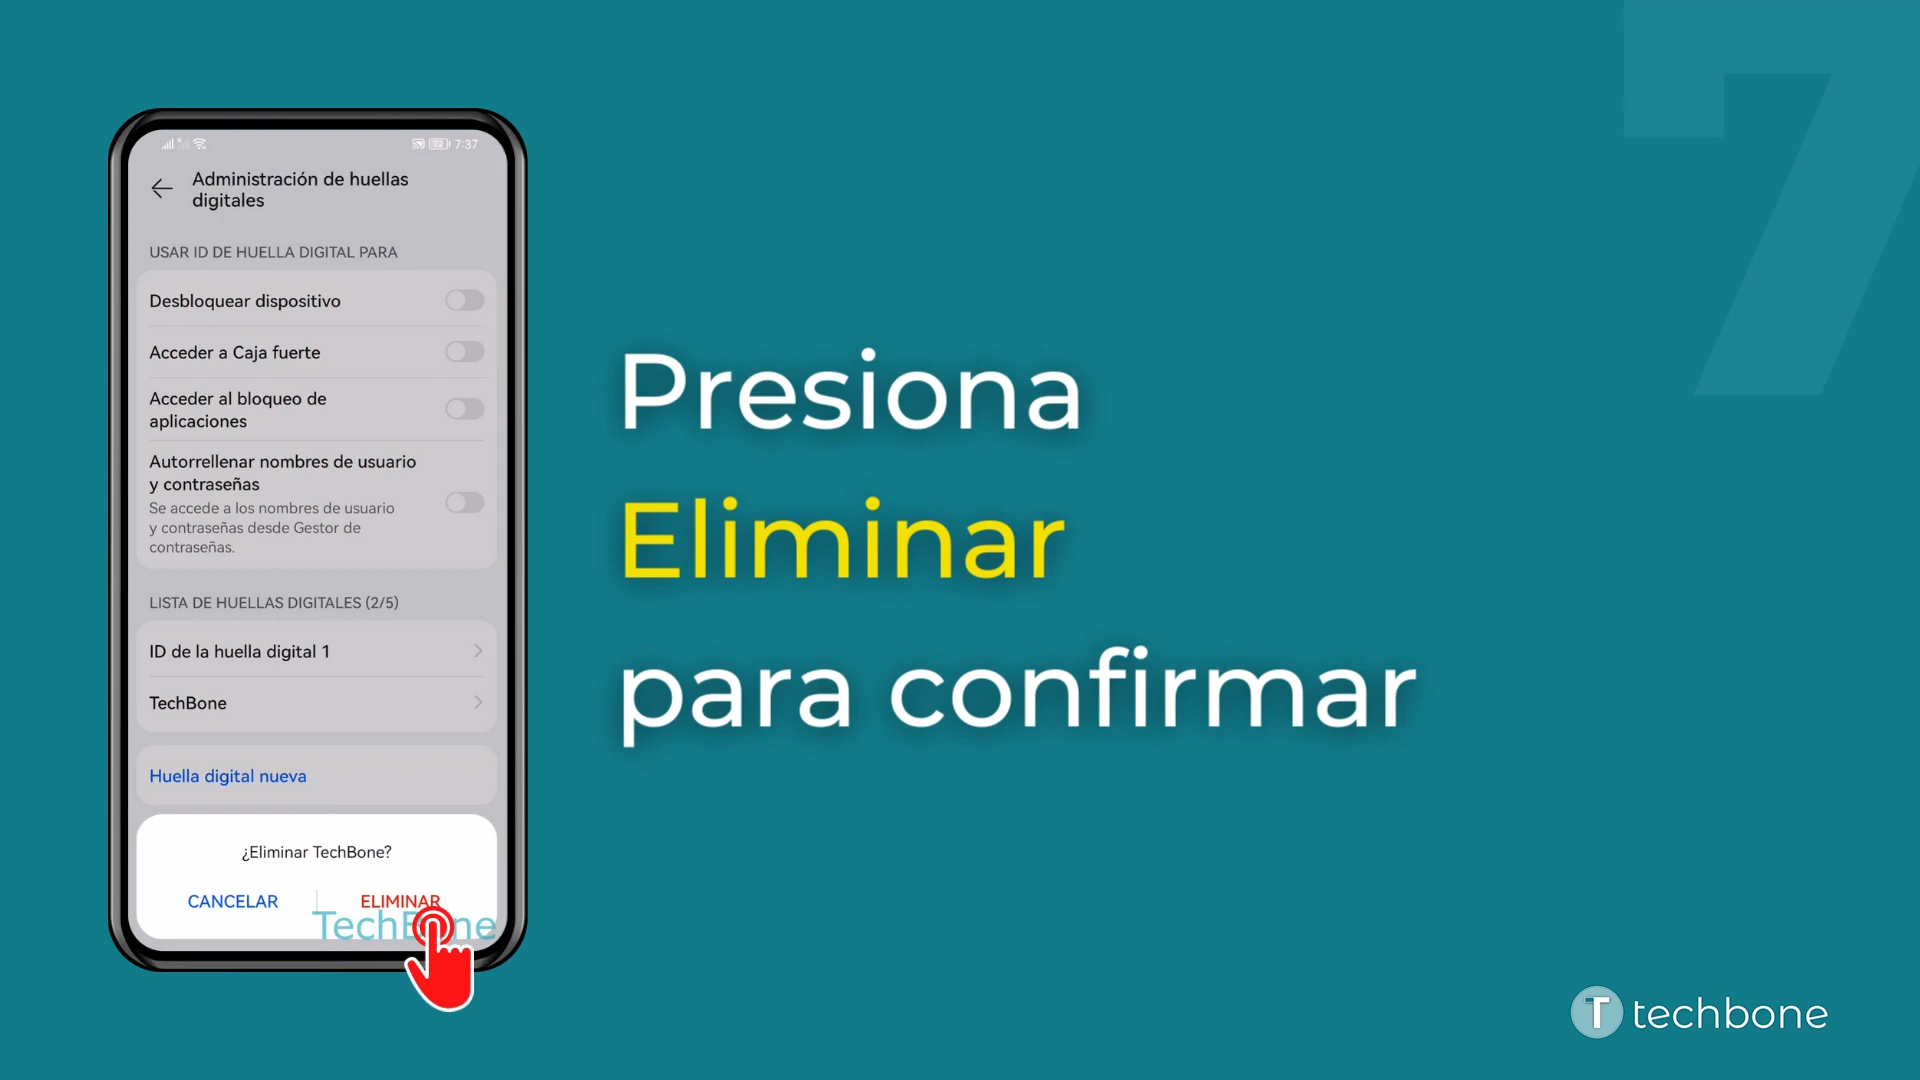 7
7:37
Administración de huellas
digitales
USAR ID DE HUELLA DIGITAL PARA
Desbloquear dispositivo
Acceder a Caja fuerte
Acceder al bloqueo de
aplicaciones
Autorrellenar nombres de usuario
y contraseñas
Se accede a los nombres de usuario
y contraseñas desde Gestor de
contraseñas.
LISTA DE HUELLAS DIGITALES (2/5)
ID de la huella digital 1
TechBone
Huella digital nueva
¿Eliminar TechBone?
CANCELAR ELIMINAR
TechBone
Presiona
Eliminar
para confirmar
T techbone